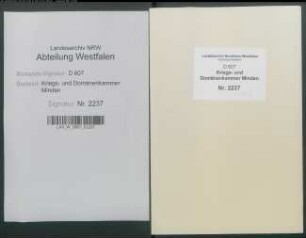 Landesarchiv NRW
Abteilung Westfalen
Bestands-Signatur: D 607
Bestand: Kriegs- und Domänenkammer
Minden
Signatur: Nr. 2237
D 607
Kriegs- und
Domänenkammer Minden
Nr. 2237